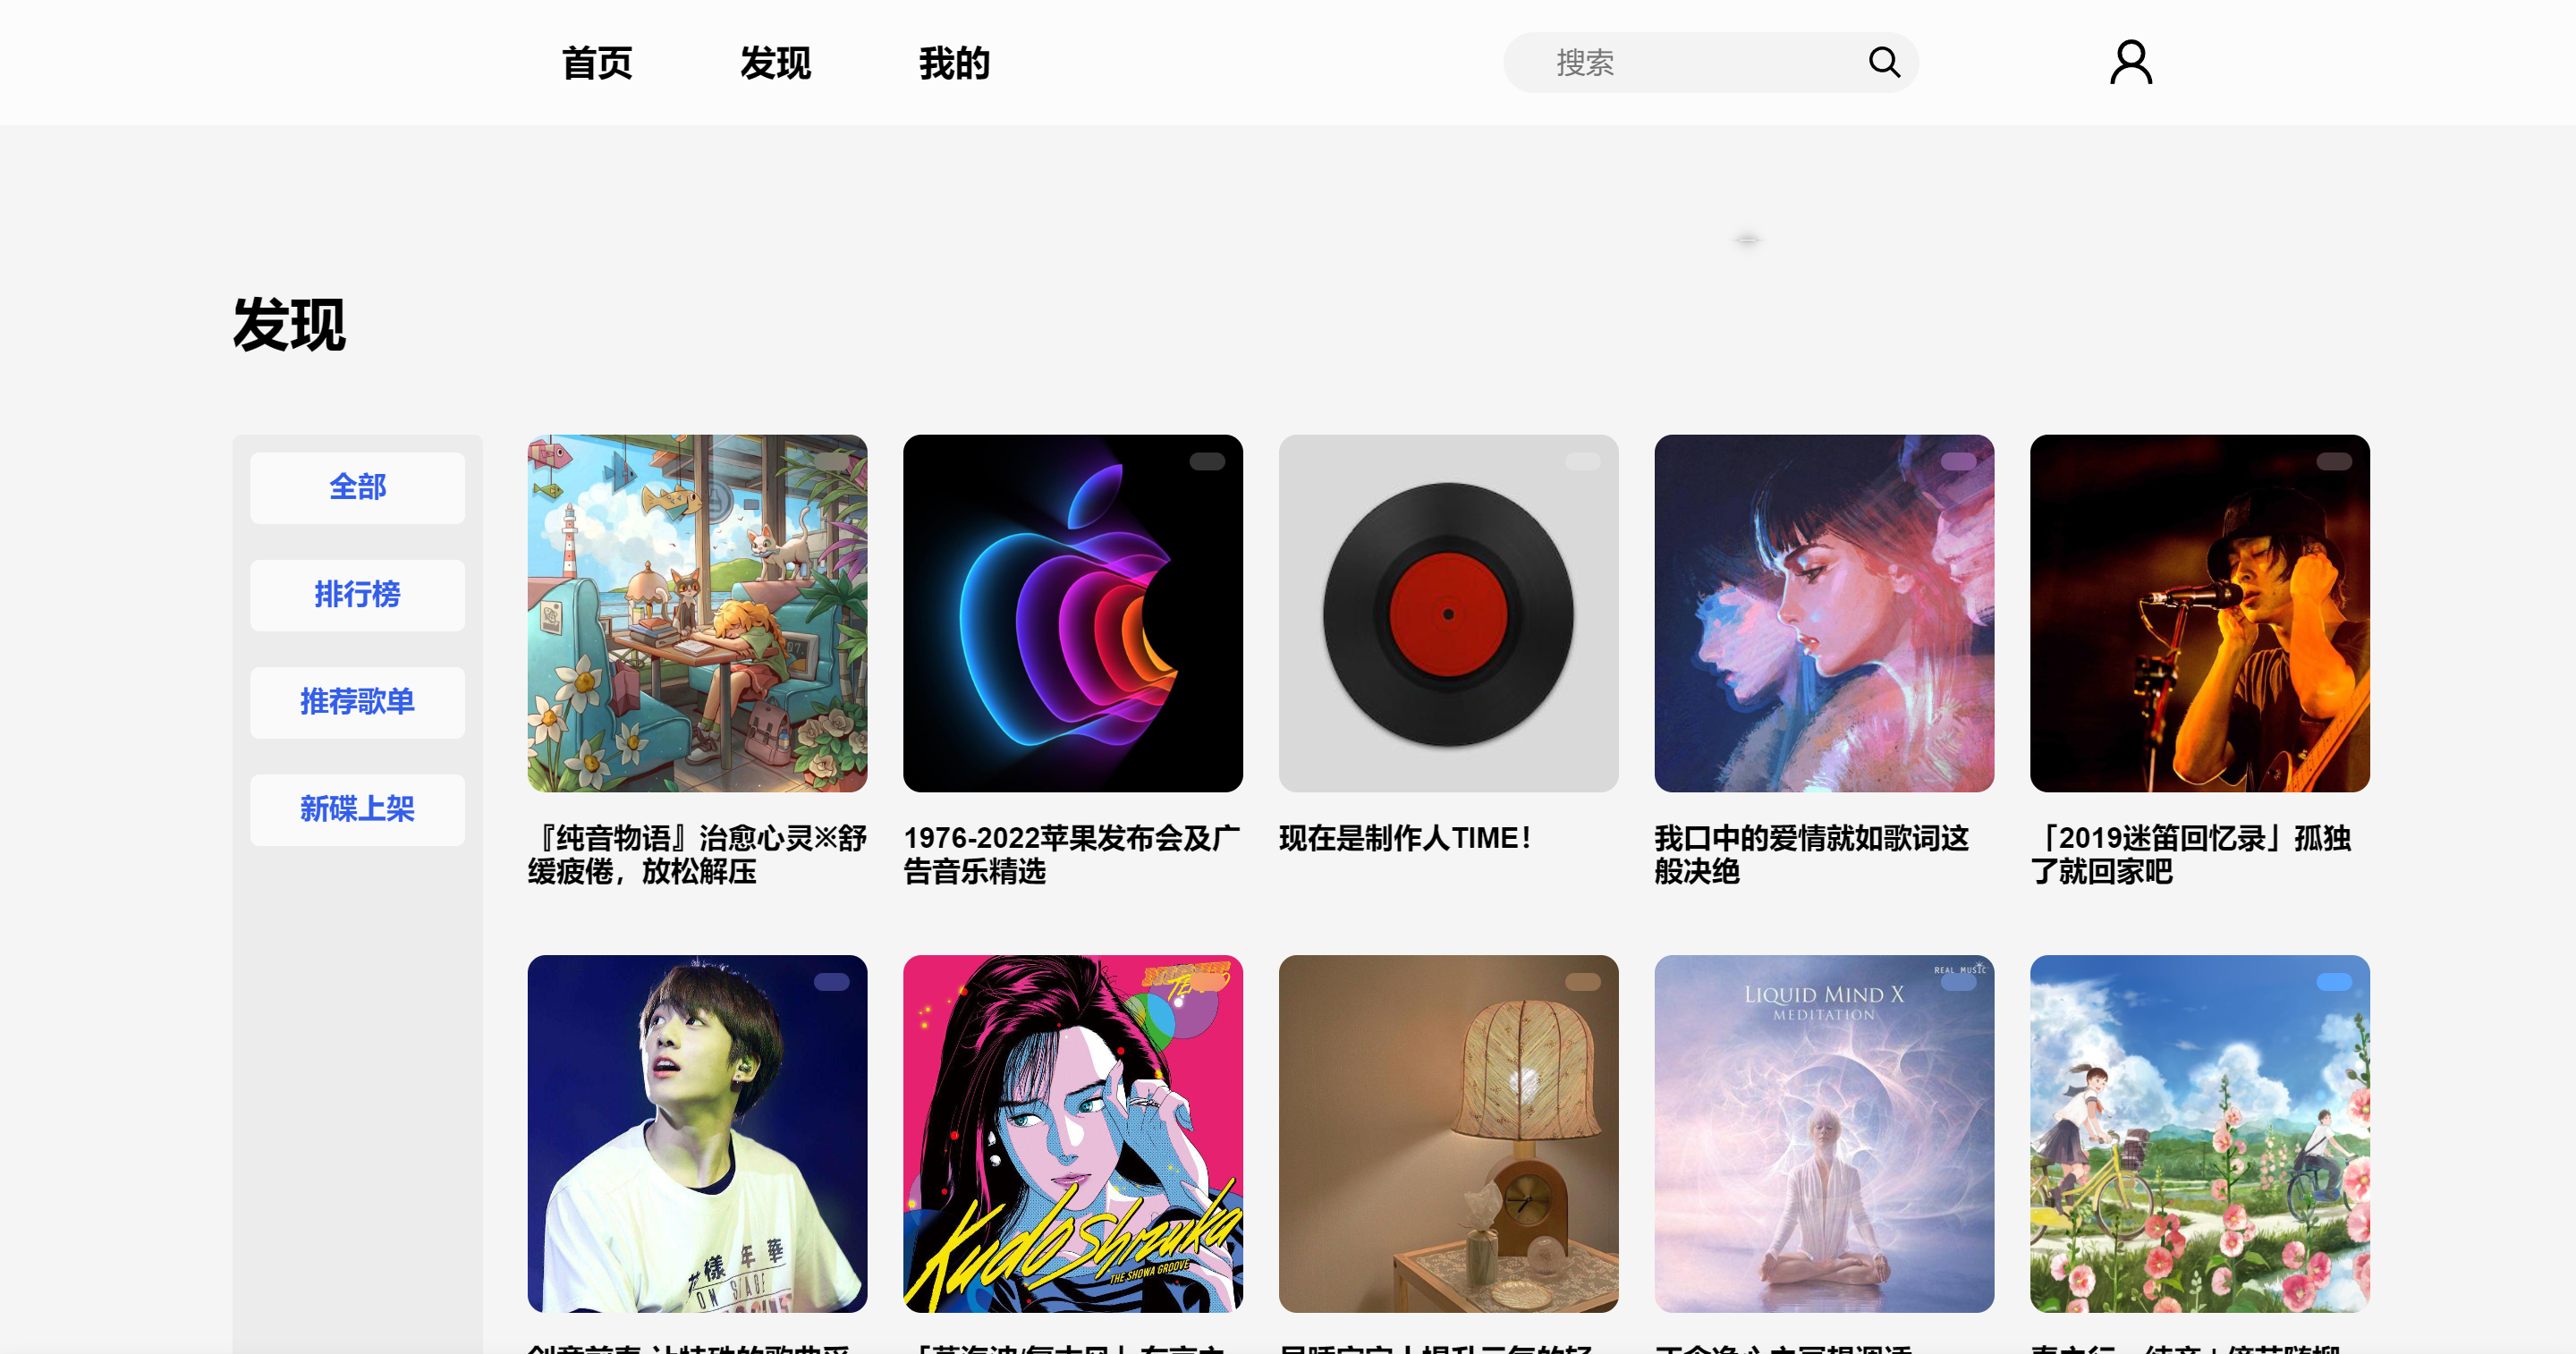 首页
发现
我的
搜索
发现
全部
排行榜
推荐歌单
新碟上架
『纯音物语』治愈心灵※舒
缓疲倦，放松解压
1976-2022苹果发布会及广
告音乐精选
现在是制作人TIME！
我口中的爱情就如歌词这
般决绝
「2019迷笛回忆录」孤独
了就回家吧
樣 年 華
ON STAGE
Kudo Shizuka
THE SHOWA GROOVE
REAL MUSIC
LIQUID MIND X
MEDITATION